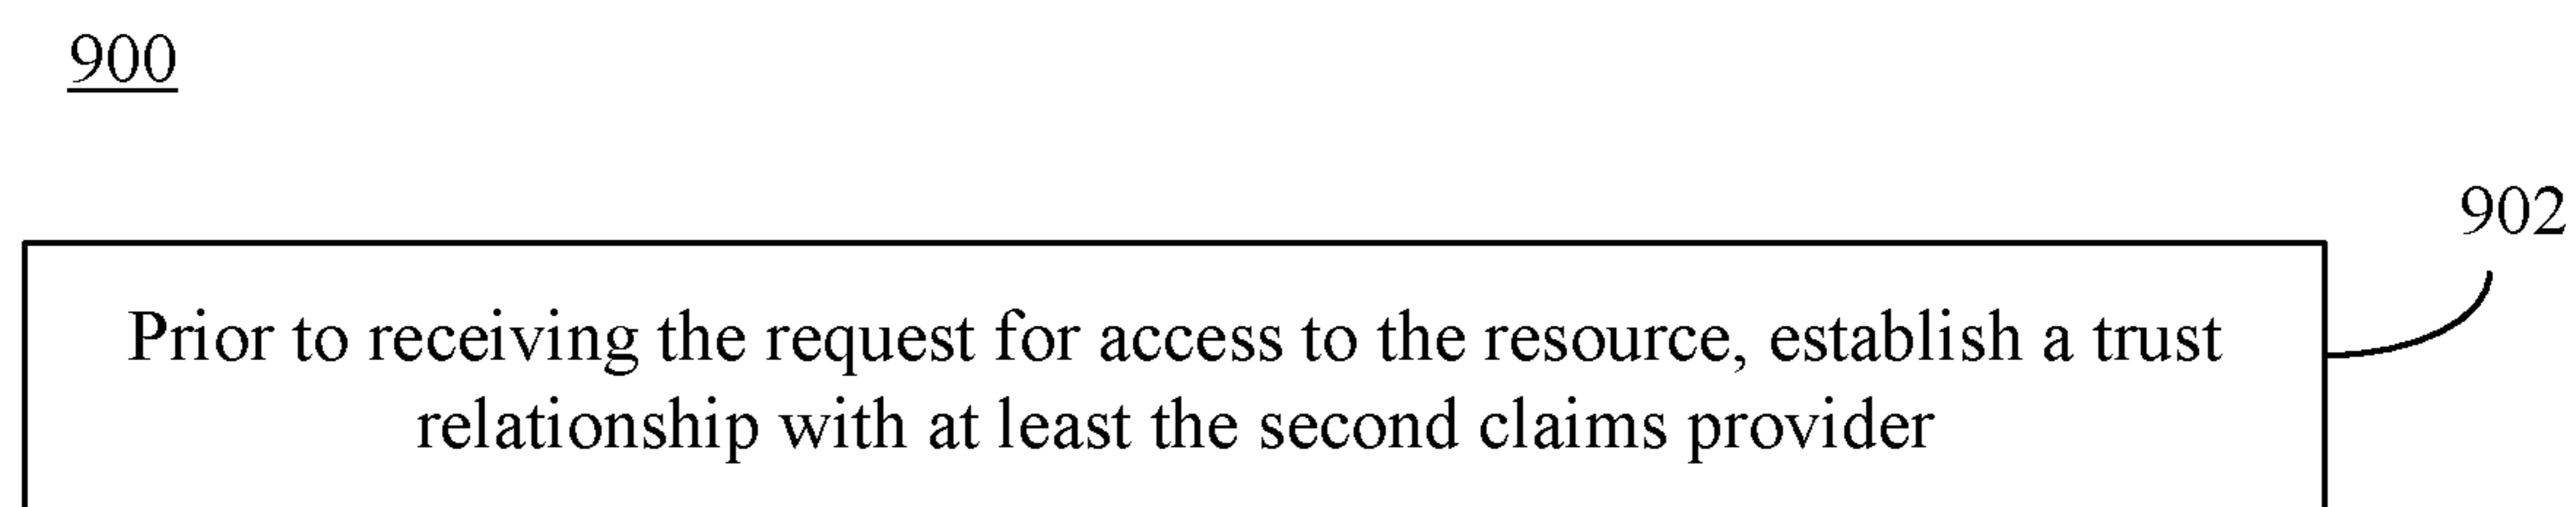 900
902
Prior to receiving the request for access to the resource, establish a trust
relationship with at least the second claims provider